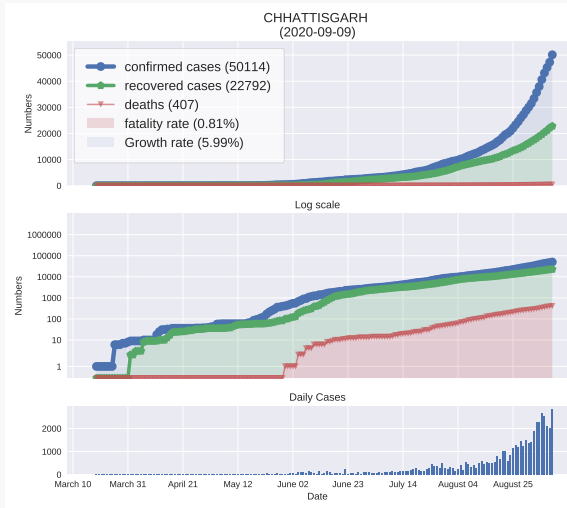 CHHATTISGARH
(2020-09-09)
confirmed cases (50114)
recovered cases (22792)
deaths (407)
fatality rate (0.81%)
Growth rate (5.99%)
Numbers
50000
40000
30000
20000
10000
0
Log scale
Numbers
1000000
100000
10000
1000
100
10
1
Daily Cases
2000
1000
0
March 10 March 31 April 21 May 12 June 02 June 23 July 14 August 04 August 25
Date